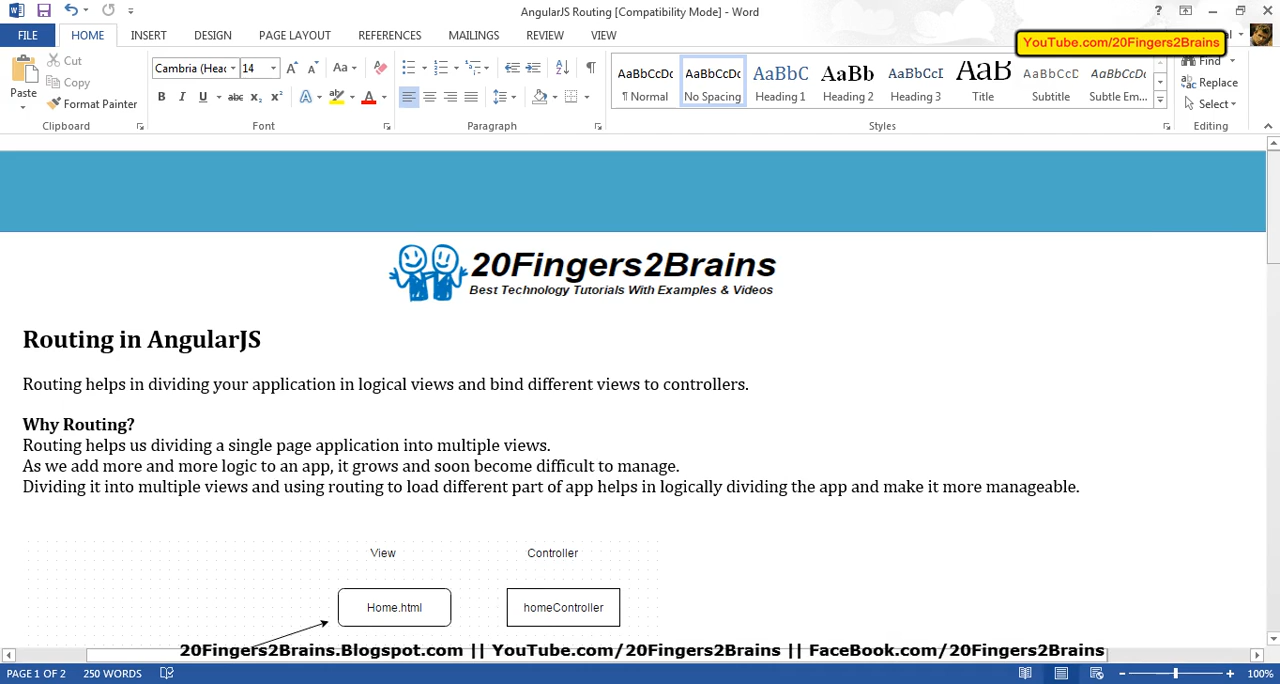 AngularJS Routing [Compatibility Mode] - Word
FILE HOME INSERT DESIGN PAGE LAYOUT REFERENCES MAILINGS REVIEW VIEW
YouTube.com/20Fingers2Brains
Paste
Cut
Copy
Format Painter
Clipboard
Cambria (Hea 14
Aa
B I U abc x₂ x² A A
Font
Paragraph
AaBbCcDc AaBbCcDc AaBbC AaBb AaBbCcI AaB AaBbCcD AaBbCcDc
¶ Normal No Spacing Heading 1 Heading 2 Heading 3 Title Subtitle Subtle Em...
Styles
Find
Replace
Select
Editing
20Fingers2Brains
Best Technology Tutorials With Examples & Videos
Routing in AngularJS
Routing helps in dividing your application in logical views and bind different views to controllers.
Why Routing?
Routing helps us dividing a single page application into multiple views.
As we add more and more logic to an app, it grows and soon become difficult to manage.
Dividing it into multiple views and using routing to load different part of app helps in logically dividing the app and make it more manageable.
View Controller
Home.html homeController
20Fingers2Brains.Blogspot.com || YouTube.com/20Fingers2Brains || FaceBook.com/20Fingers2Brains
PAGE 1 OF 2 250 WORDS 100%